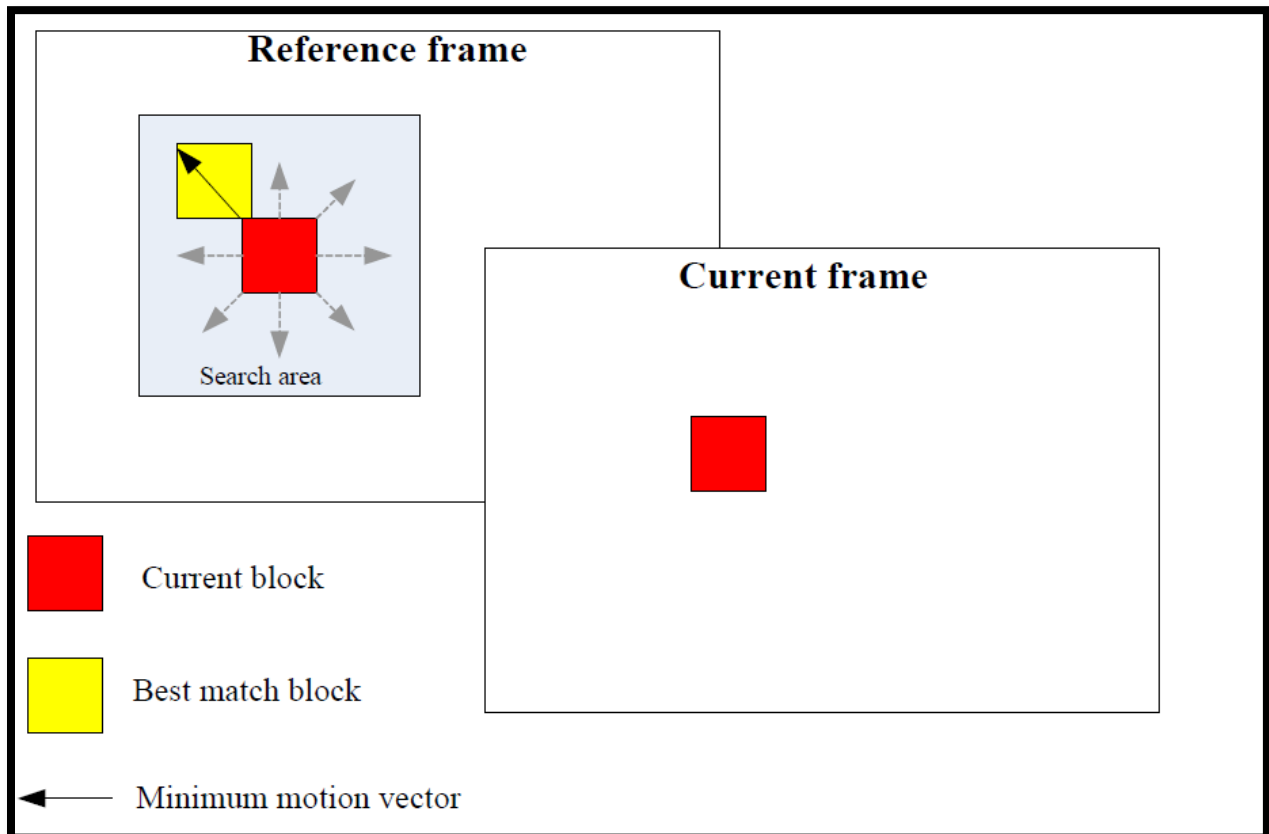 Reference frame
Search area
Current frame
Current block
Best match block
Minimum motion vector